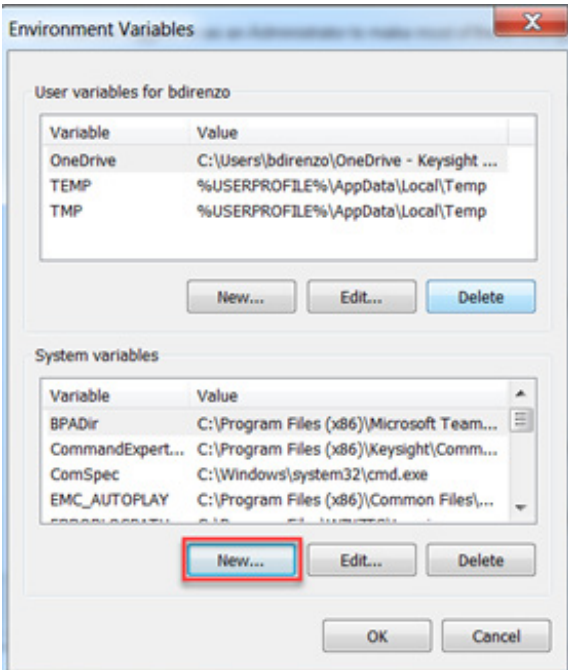 Environment Variables
User variables for bdirenzo
Variable Value
OneDrive C:\Users\bdirenzo\OneDrive - Keysight ...
TEMP %USERPROFILE%\AppData\Local\Temp
TMP %USERPROFILE%\AppData\Local\Temp
New... Edit... Delete
System variables
Variable Value
BPADir C:\Program Files (x86)\Microsoft Team...
CommandExpert... C:\Program Files (x86)\Keysight\Comm...
ComSpec C:\Windows\system32\cmd.exe
EMC_AUTOPLAY C:\Program Files (x86)\Common Files\...
New... Edit... Delete
OK Cancel